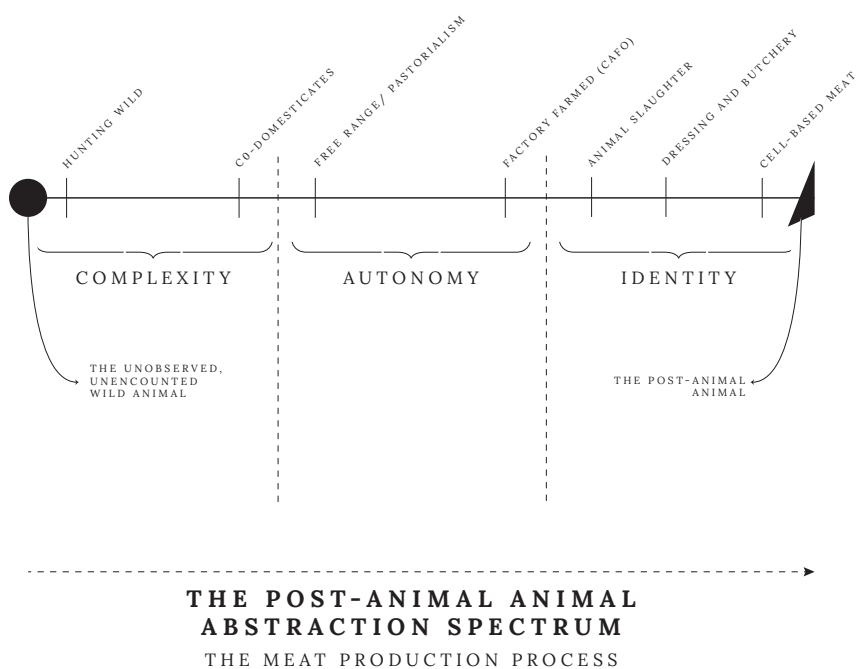 HUNTING WILD
C0-DOMESTICATES
FREE RANGE/ PASTORIALISM
FACTORY FARMED (CAFO)
ANIMAL SLAUGHTER
DRESSING AND BUTCHERY
CELL-BASED MEAT
COMPLEXITY
AUTONOMY
IDENTITY
THE UNOBSERVED,
UNENCOUNTED
WILD ANIMAL
THE POST-ANIMAL
ANIMAL
THE POST-ANIMAL ANIMAL
ABSTRACTION SPECTRUM
THE MEAT PRODUCTION PROCESS